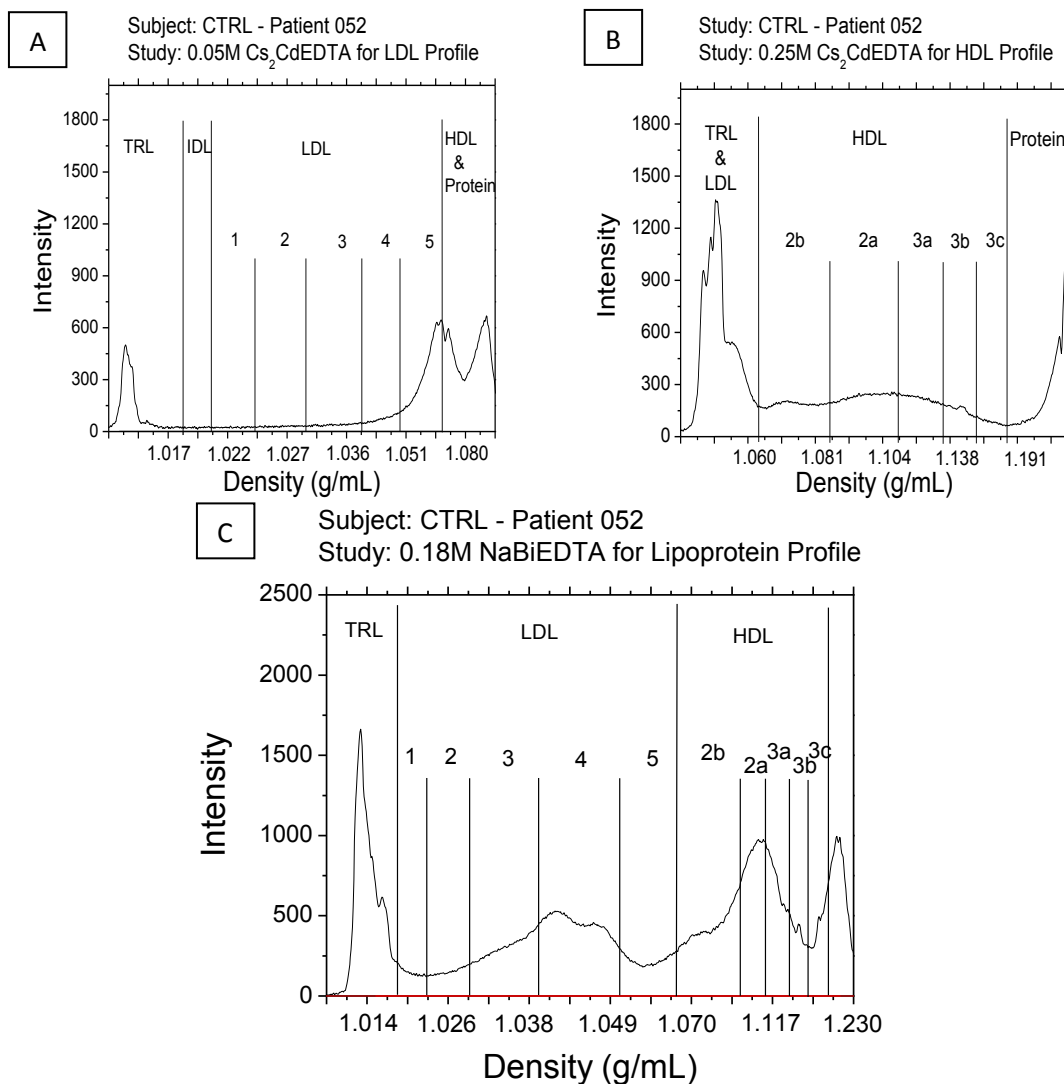 A
Subject: CTRL - Patient 052
Study: 0.05M Cs₂CdEDTA for LDL Profile
1800
1500
1200
900
600
300
0
Intensity
TRL
IDL
LDL
HDL
&
Protein
1
2
3
4
5
1.017
1.022
1.027
1.036
1.051
1.080
Density (g/mL)
B
Subject: CTRL - Patient 052
Study: 0.25M Cs₂CdEDTA for HDL Profile
1800
1500
1200
900
600
300
0
Intensity
TRL
&
LDL
HDL
Protein
2b
2a
3a
3b
3c
1.060
1.081
1.104
1.138
1.191
Density (g/mL)
C
Subject: CTRL - Patient 052
Study: 0.18M NaBiEDTA for Lipoprotein Profile
2500
2000
1500
1000
500
0
Intensity
TRL
LDL
HDL
1
2
3
4
5
2b
2a
3a
3b
3c
1.014
1.026
1.038
1.049
1.070
1.117
1.230
Density (g/mL)